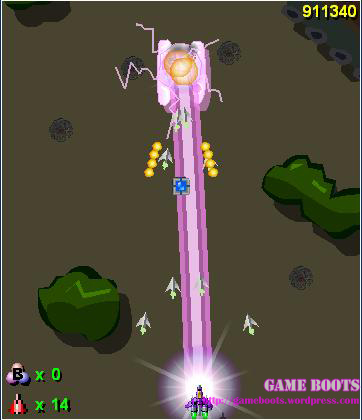 911340
B x 0
x 14
GAME BOOTS
http://gameboots.wordpress.com